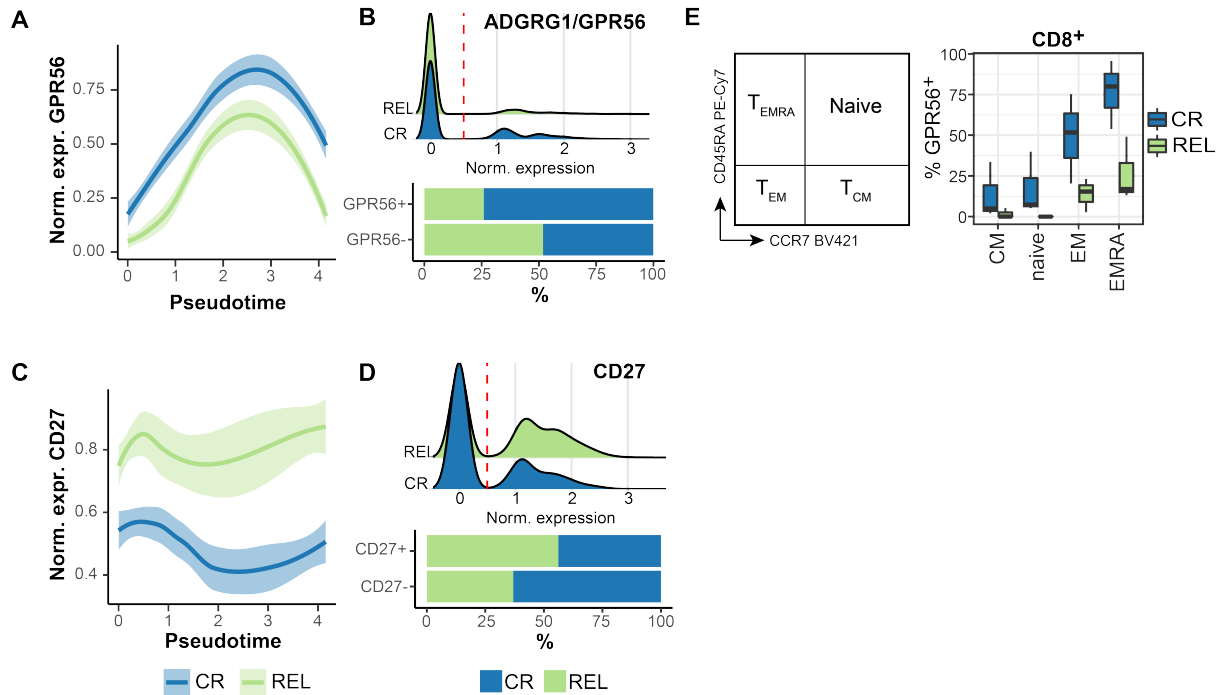 A
Norm. expr. GPR56
0.75
0.50
0.25
0.00
0 1 2 3 4
Pseudotime
B
ADGRG1/GPR56
REL
CR
0 1 2 3
Norm. expression
GPR56+
GPR56-
0 25 50 75 100
%
E
CD45RA PE-Cy7
TEMRA Naive
TEM TCM
CCR7 BV421
CD8+
% GPR56+
100
75
50
25
0
CM naive EM EMRA
CR
REL
C
Norm. expr. CD27
0.8
0.6
0.4
0 1 2 3 4
Pseudotime
CR REL
D
CD27
REL
CR
0 1 2 3
Norm. expression
CD27+
CD27-
0 25 50 75 100
%
CR REL